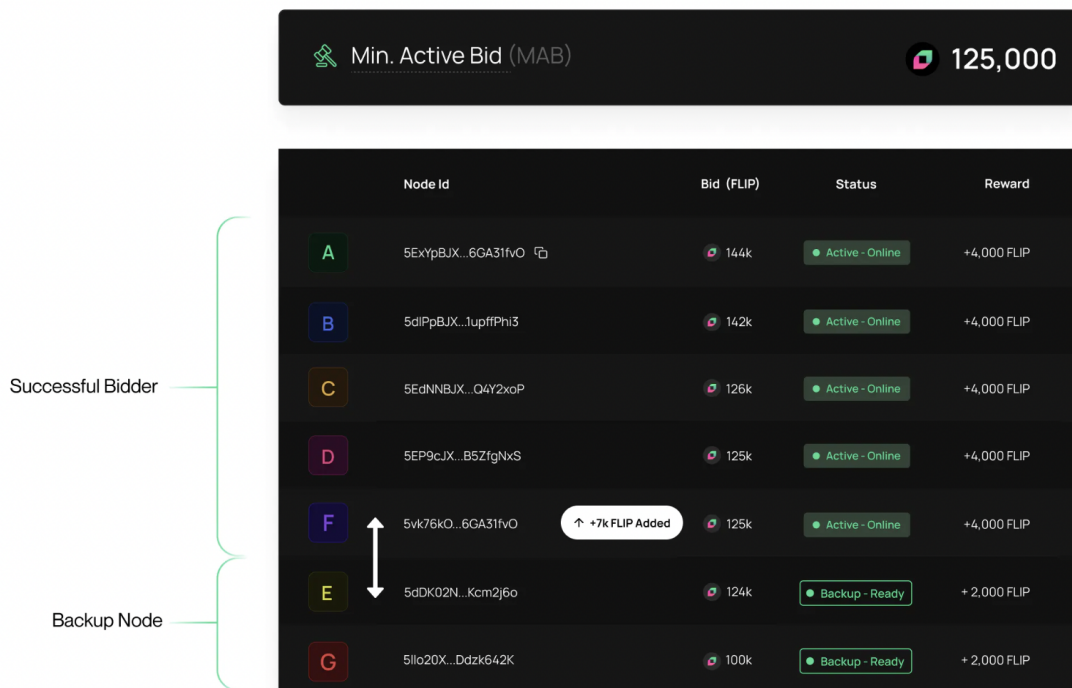 Min. Active Bid (MAB) 125,000
Node Id Bid (FLIP) Status Reward
A 5ExYpBJX...6GA31fvO 144k Active - Online +4,000 FLIP
B 5dIPpBJX...1upffPhi3 142k Active - Online +4,000 FLIP
C 5EdNNBJX...Q4Y2xoP 126k Active - Online +4,000 FLIP
Successful Bidder
D 5EP9cJX...B5ZfgNxS 125k Active - Online +4,000 FLIP
F 5vk76kO...6GA31fvO ↑ +7k FLIP Added 125k Active - Online +4,000 FLIP
E 5dDK02N...Kcm2j6o 124k Backup - Ready + 2,000 FLIP
Backup Node
G 5Ilo20X...Ddzk642K 100k Backup - Ready + 2,000 FLIP